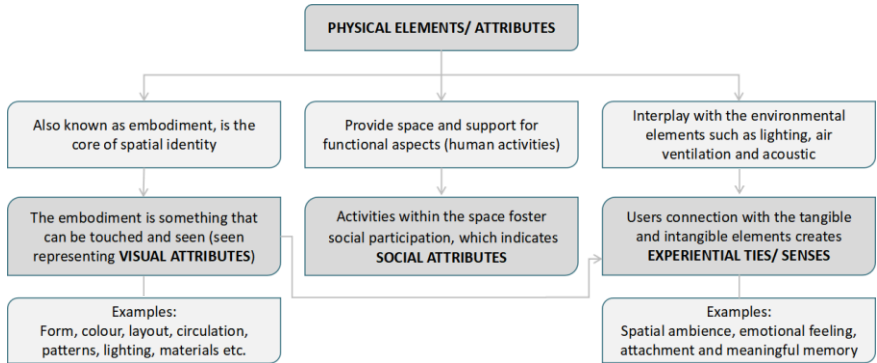 PHYSICAL ELEMENTS/ ATTRIBUTES
Also known as embodiment, is the
core of spatial identity
Provide space and support for
functional aspects (human activities)
Interplay with the environmental
elements such as lighting, air
ventilation and acoustic
The embodiment is something that
can be touched and seen (seen
representing VISUAL ATTRIBUTES)
Activities within the space foster
social participation, which indicates
SOCIAL ATTRIBUTES
Users connection with the tangible
and intangible elements creates
EXPERIENTIAL TIES/ SENSES
Examples:
Form, colour, layout, circulation,
patterns, lighting, materials etc.
Examples:
Spatial ambience, emotional feeling,
attachment and meaningful memory